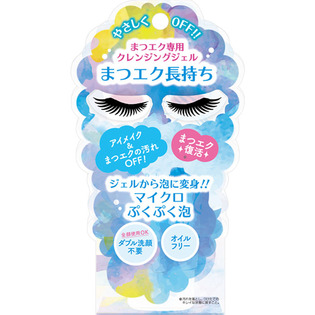 やさしく OFF!!
まつエク専用
クレンジングジェル
まつエク長持ち
アイメイク
&
まつエクの汚れ
OFF!
まつエク
復活
ジェルから泡に変身!!
マイクロ
ぷくぷく泡
ダブル洗顔
不要
オイル
フリー